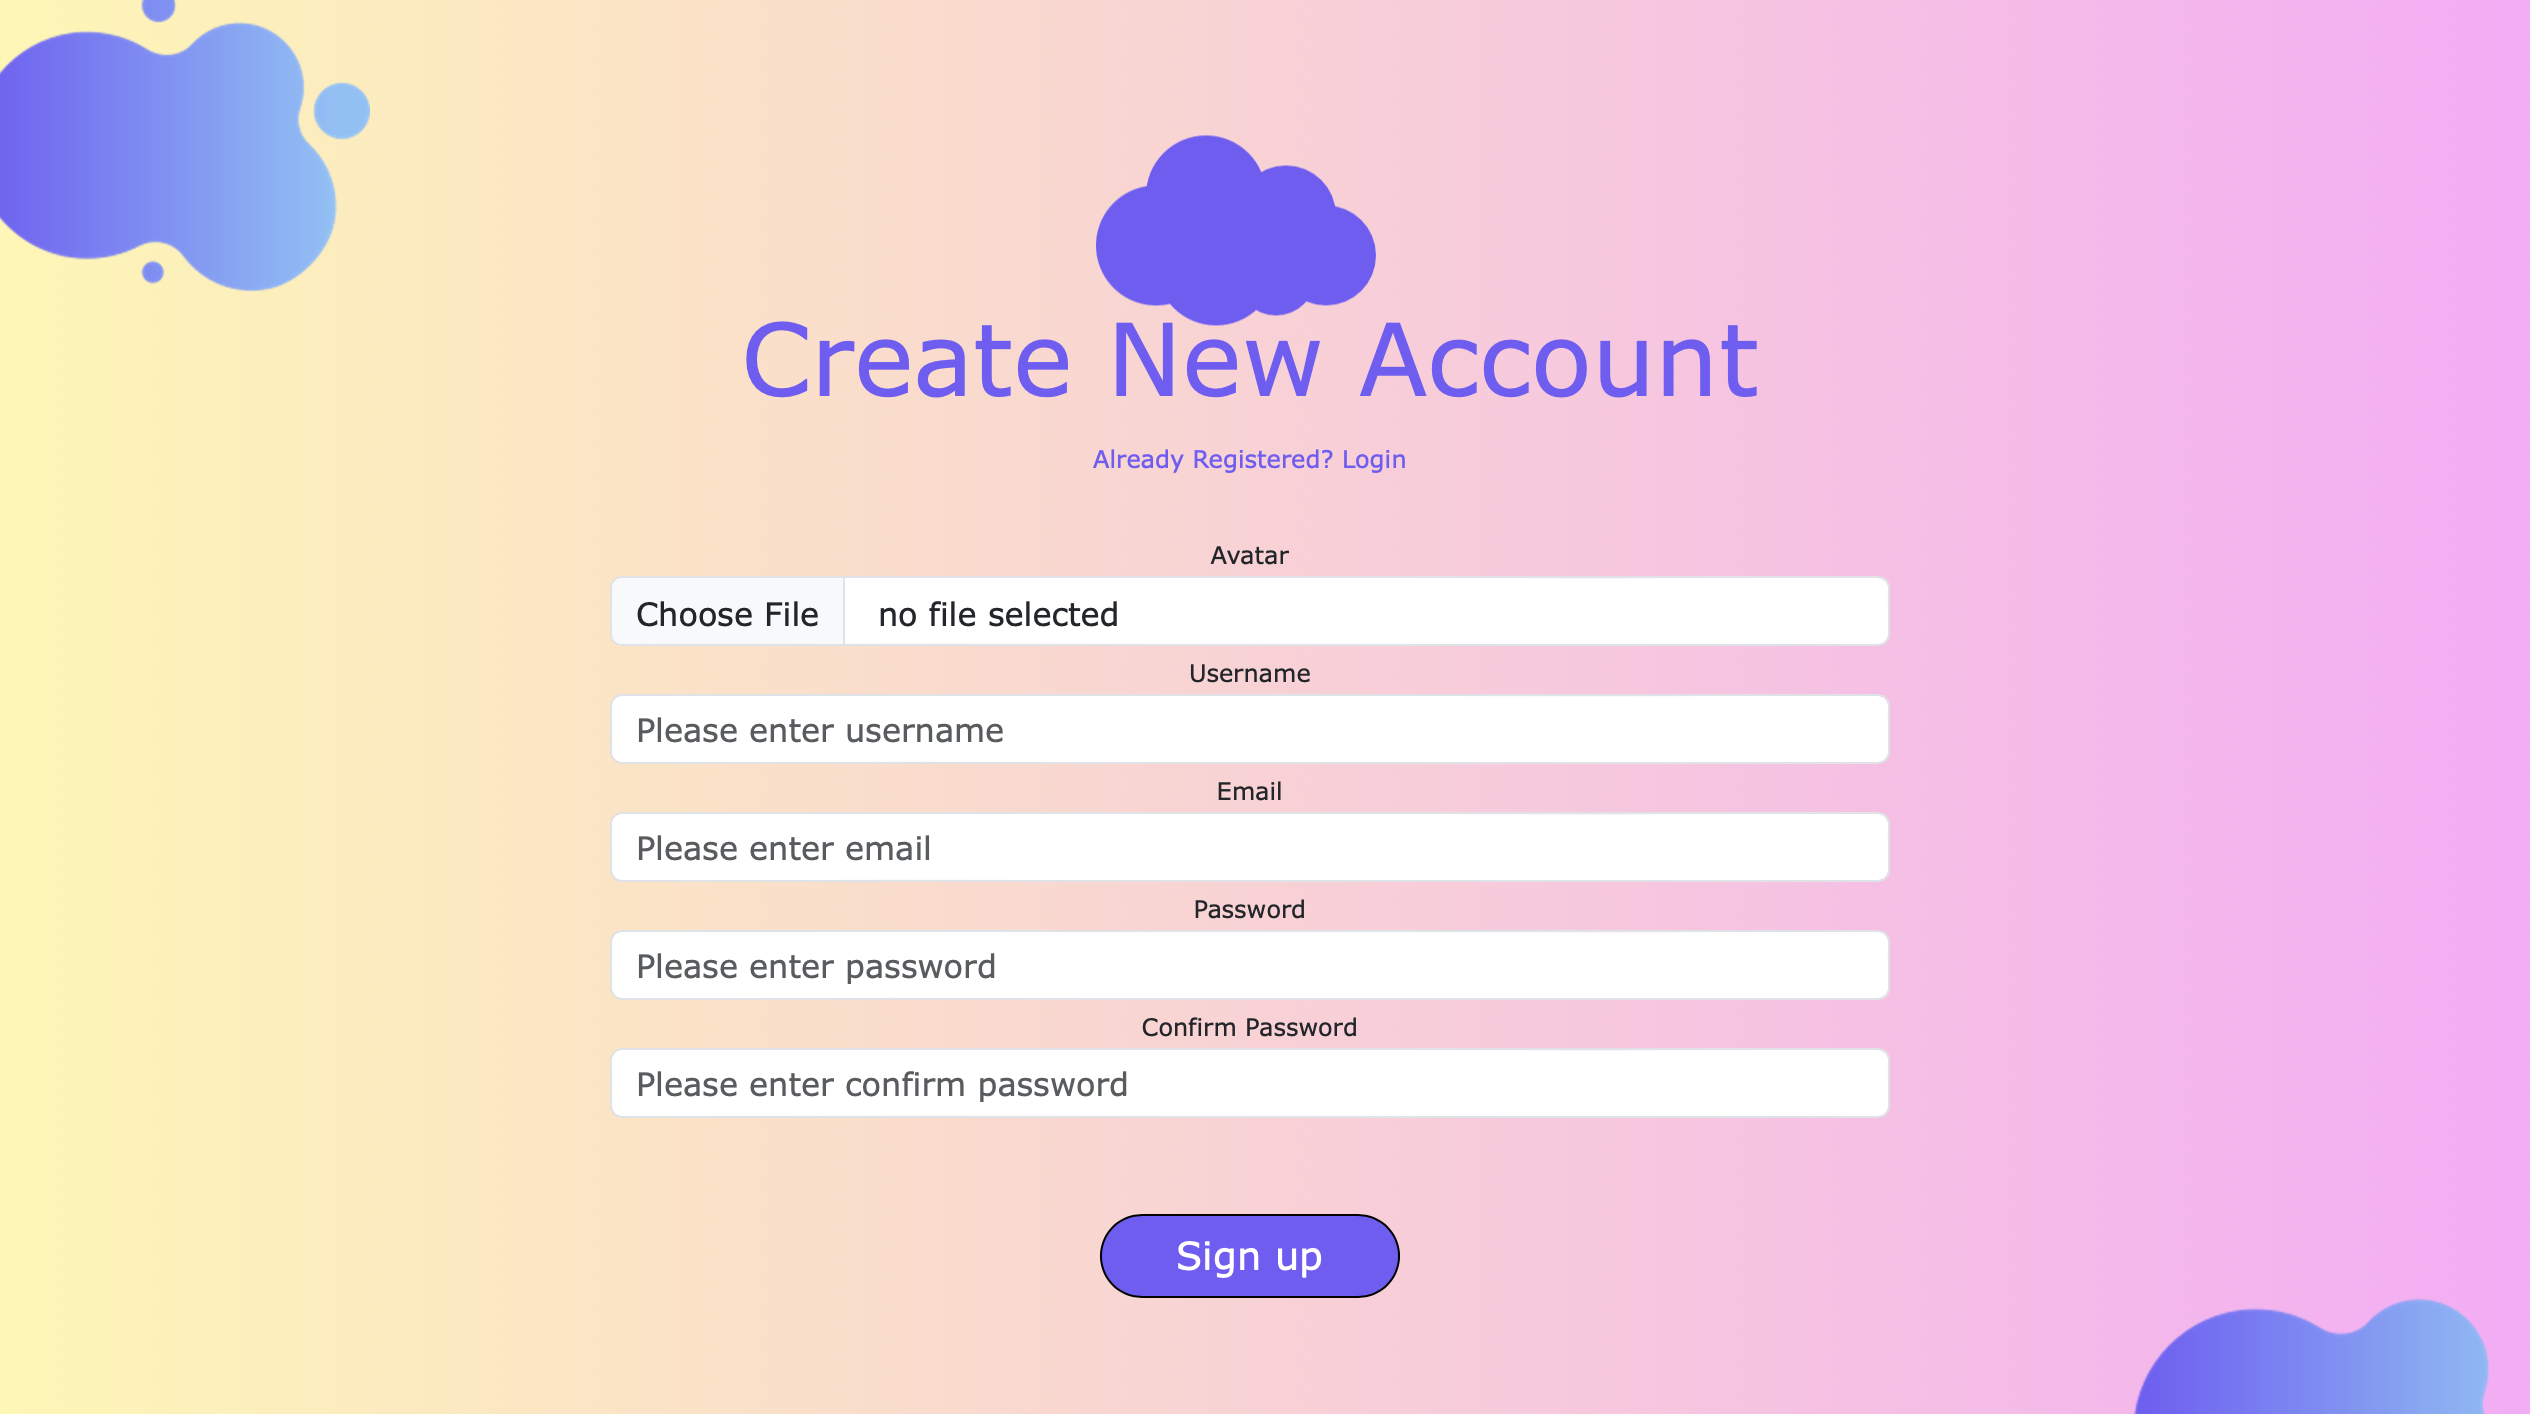 Create New Account
Already Registered? Login
Avatar
Choose File no file selected
Username
Please enter username
Email
Please enter email
Password
Please enter password
Confirm Password
Please enter confirm password
Sign up